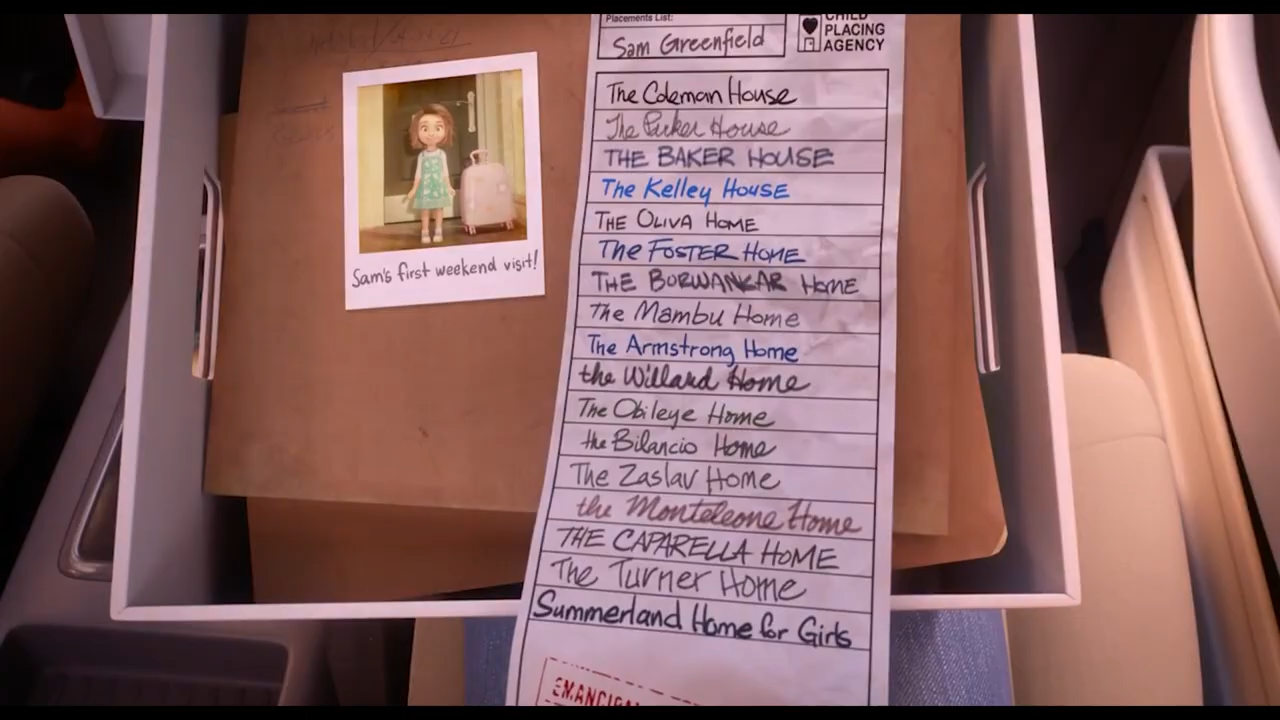 Placements List:
Sam Greenfield
CHILD
PLACING
AGENCY
The Coleman House
The Parker House
THE BAKER HOUSE
The Kelley House
THE OLIVA HOME
The FOSTER HOME
THE BORWANKAR HOME
The Mambu Home
The Armstrong Home
the Willard Home
The Obileye Home
the Bilancio Home
The Zaslav Home
the Monteleone Home
THE CAPARELLA HOME
The Turner Home
Summerland Home for Girls
Sam's first weekend visit!